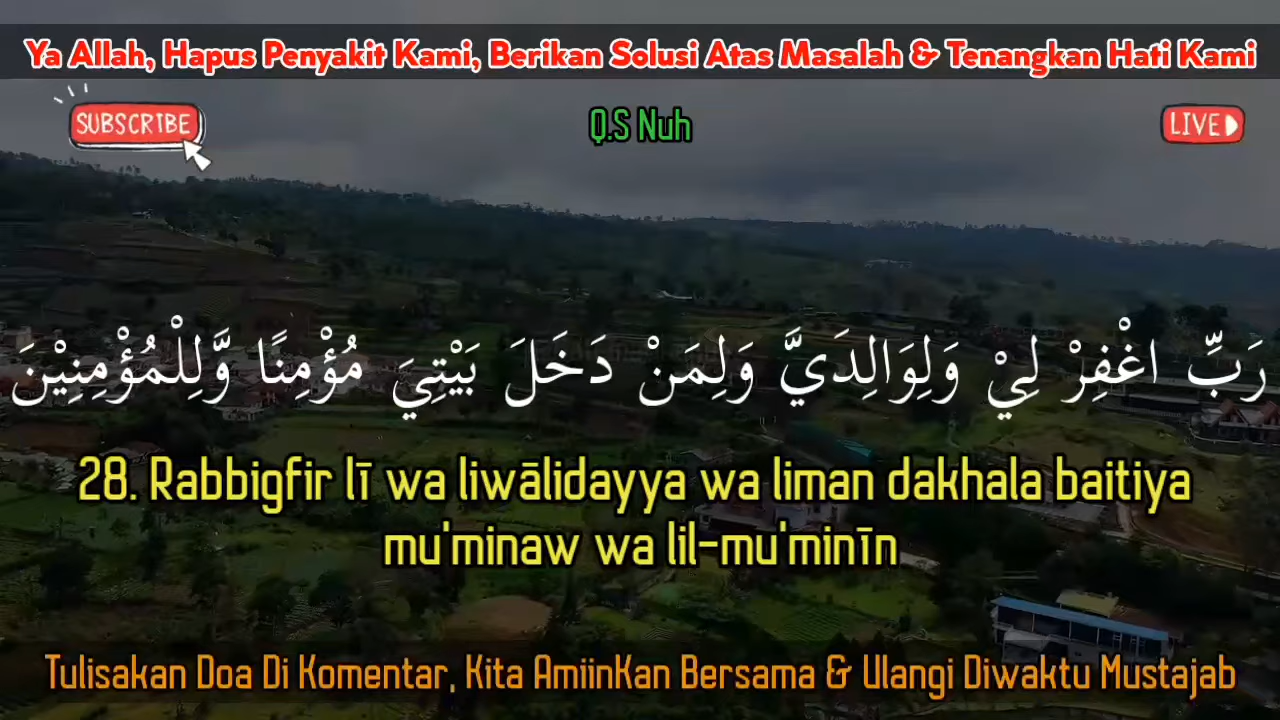 Ya Allah, Hapus Penyakit Kami, Berikan Solusi Atas Masalah & Tenangkan Hati Kami
SUBSCRIBE
Q.S Nuh
LIVE
رَبِّ اغْفِرْ لِيْ وَلِوَالِدَيَّ وَلِمَنْ دَخَلَ بَيْتِيَ مُؤْمِنًا وَّلِلْمُؤْمِنِيْنَ
28. Rabbigfir lī wa liwālidayya wa liman dakhala baitiya
mu'minaw wa lil-mu'minīn
Tulisakan Doa Di Komentar, Kita AmiinKan Bersama & Ulangi Diwaktu Mustajab